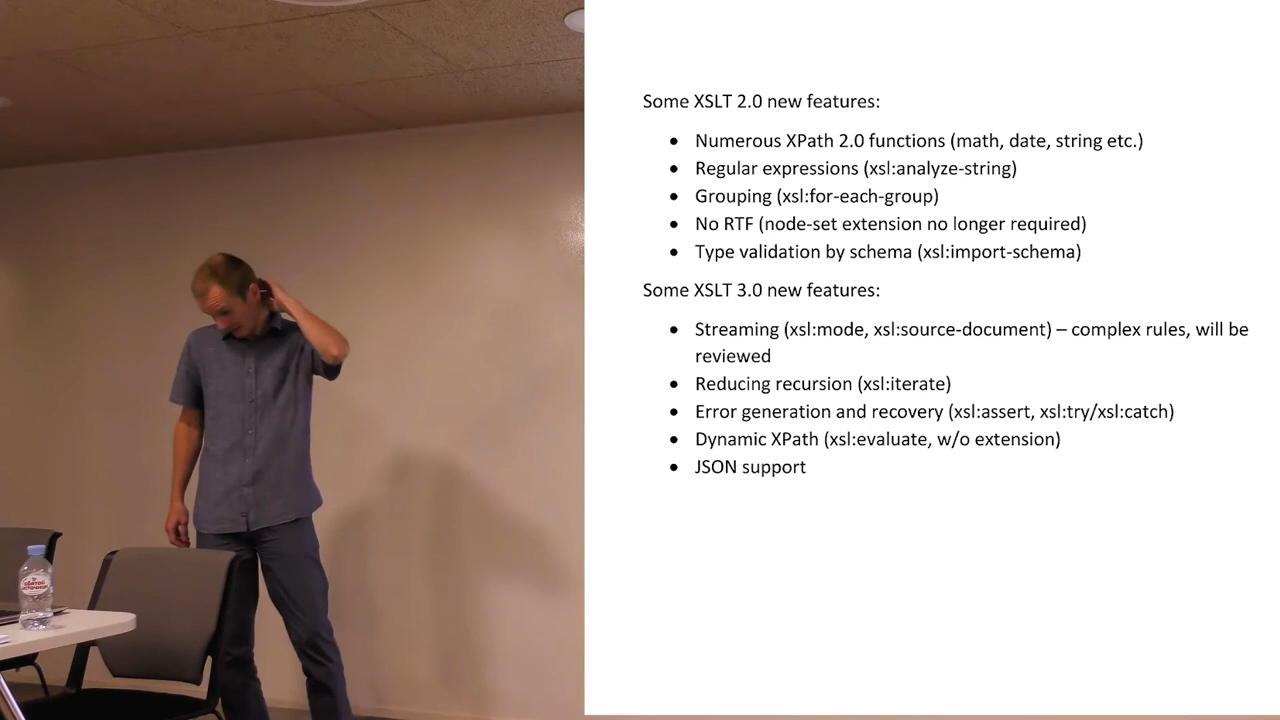 Some XSLT 2.0 new features:
• Numerous XPath 2.0 functions (math, date, string etc.)
• Regular expressions (xsl:analyze-string)
• Grouping (xsl:for-each-group)
• No RTF (node-set extension no longer required)
• Type validation by schema (xsl:import-schema)
Some XSLT 3.0 new features:
• Streaming (xsl:mode, xsl:source-document) – complex rules, will be
reviewed
• Reducing recursion (xsl:iterate)
• Error generation and recovery (xsl:assert, xsl:try/xsl:catch)
• Dynamic XPath (xsl:evaluate, w/o extension)
• JSON support
СВЯТОЙ
ИСТОЧНИК